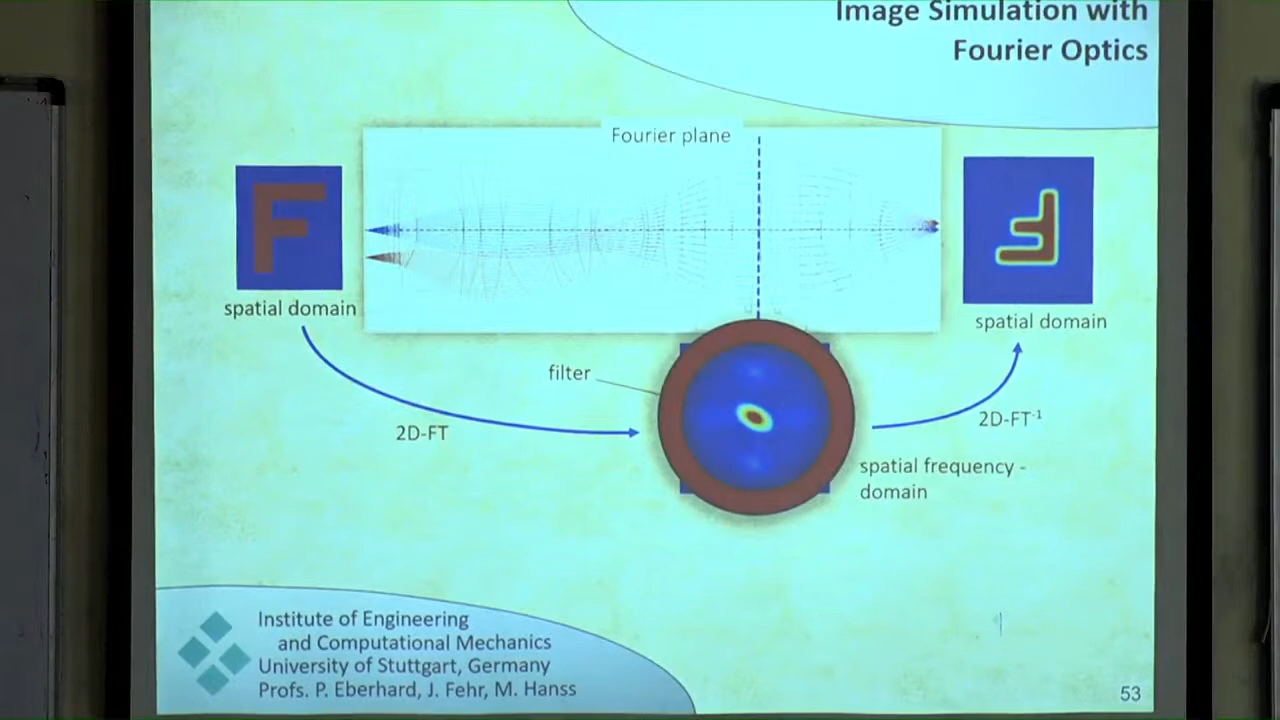 Image Simulation with
Fourier Optics
Fourier plane
F
F
spatial domain
spatial domain
filter
2D-FT
2D-FT-1
spatial frequency -
domain
Institute of Engineering
and Computational Mechanics
University of Stuttgart, Germany
Profs. P. Eberhard, J. Fehr, M. Hanss
53